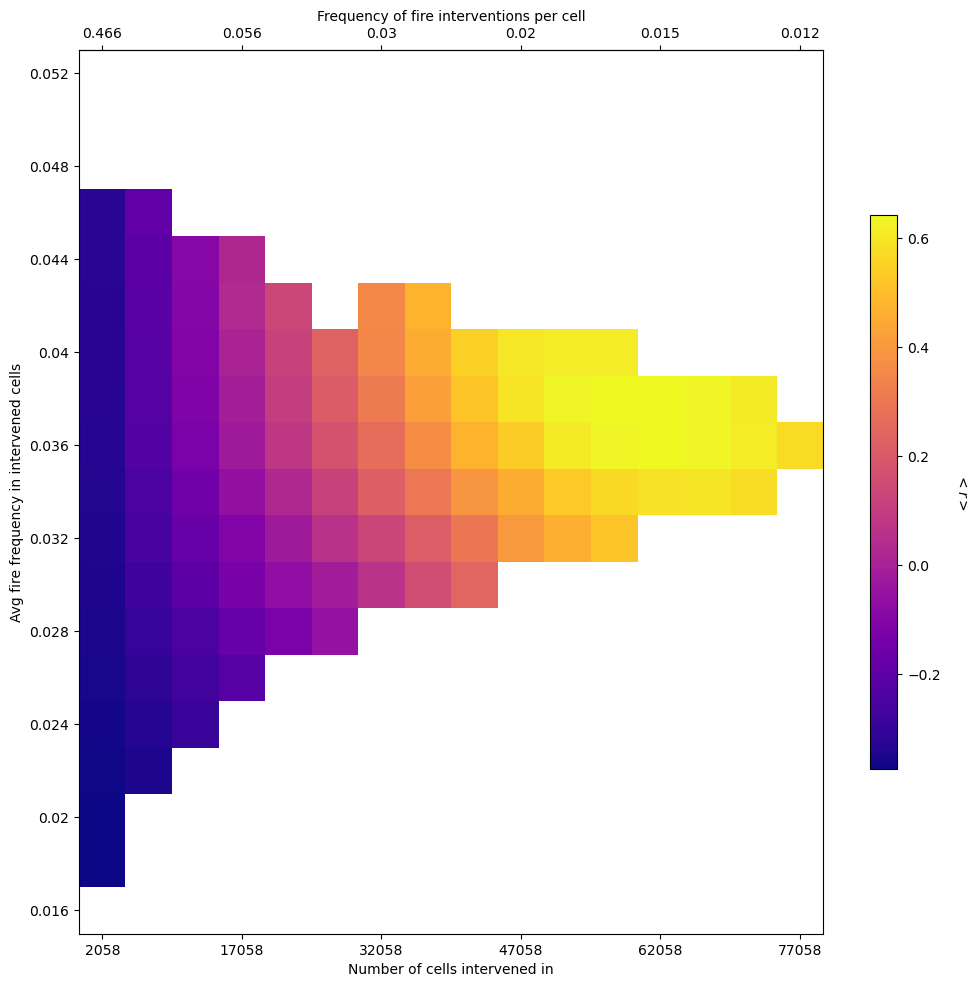 Frequency of fire interventions per cell
0.466 0.056 0.03 0.02 0.015 0.012
0.052
0.048
0.044
0.04
0.036
0.032
0.028
0.024
0.02
0.016
Avg fire frequency in intervened cells
2058 17058 32058 47058 62058 77058
Number of cells intervened in
0.6
0.4
0.2
0.0
−0.2
< r >